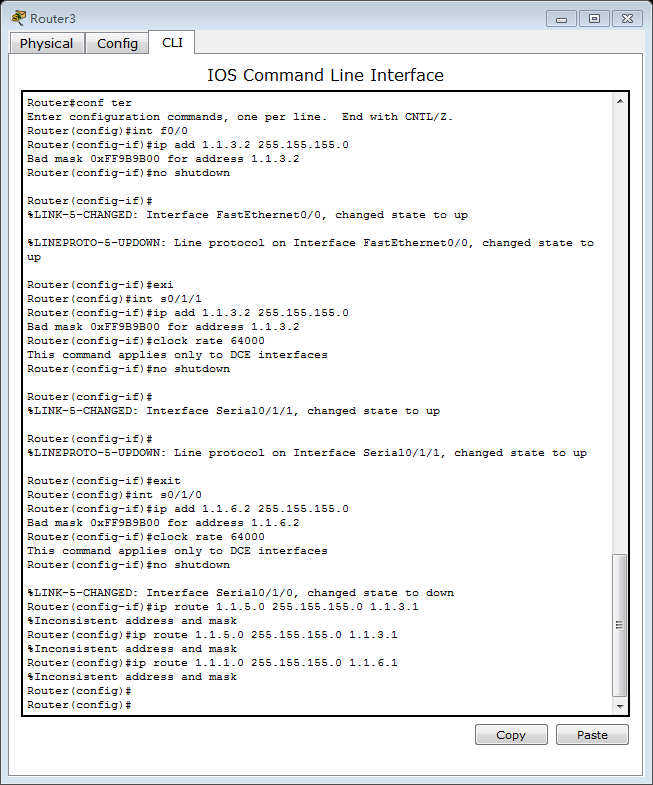 Router3
Physical Config CLI
IOS Command Line Interface
Router#conf ter
Enter configuration commands, one per line.  End with CNTL/Z.
Router(config)#int f0/0
Router(config-if)#ip add 1.1.3.2 255.155.155.0
Bad mask 0xFF9B9B00 for address 1.1.3.2
Router(config-if)#no shutdown
Router(config-if)#
%LINK-5-CHANGED: Interface FastEthernet0/0, changed state to up
%LINEPROTO-5-UPDOWN: Line protocol on Interface FastEthernet0/0, changed state to
up
Router(config-if)#exi
Router(config)#int s0/1/1
Router(config-if)#ip add 1.1.3.2 255.155.155.0
Bad mask 0xFF9B9B00 for address 1.1.3.2
Router(config-if)#clock rate 64000
This command applies only to DCE interfaces
Router(config-if)#no shutdown
Router(config-if)#
%LINK-5-CHANGED: Interface Serial0/1/1, changed state to up
Router(config-if)#
%LINEPROTO-5-UPDOWN: Line protocol on Interface Serial0/1/1, changed state to up
Router(config-if)#exit
Router(config)#int s0/1/0
Router(config-if)#ip add 1.1.6.2 255.155.155.0
Bad mask 0xFF9B9B00 for address 1.1.6.2
Router(config-if)#clock rate 64000
This command applies only to DCE interfaces
Router(config-if)#no shutdown
%LINK-5-CHANGED: Interface Serial0/1/0, changed state to down
Router(config-if)#ip route 1.1.5.0 255.155.155.0 1.1.3.1
%Inconsistent address and mask
Router(config)#ip route 1.1.5.0 255.155.155.0 1.1.3.1
%Inconsistent address and mask
Router(config)#ip route 1.1.1.0 255.155.155.0 1.1.6.1
%Inconsistent address and mask
Router(config)#
Router(config)#
Copy Paste